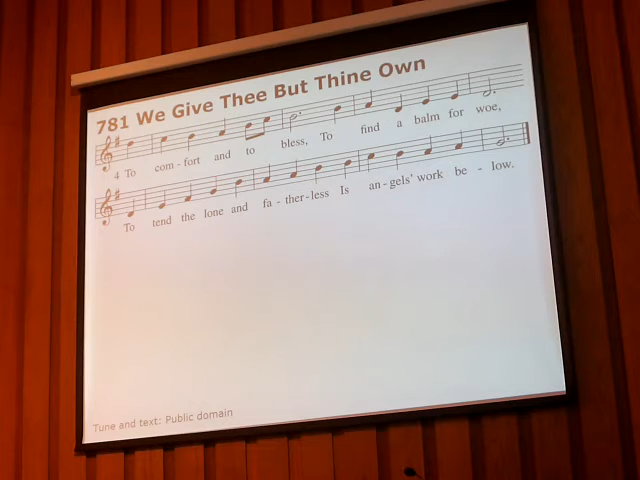 781 We Give Thee But Thine Own
4 To com - fort and to bless, To find a balm for woe,
To tend the lone and fa - ther - less Is an - gels' work be - low.
Tune and text: Public domain